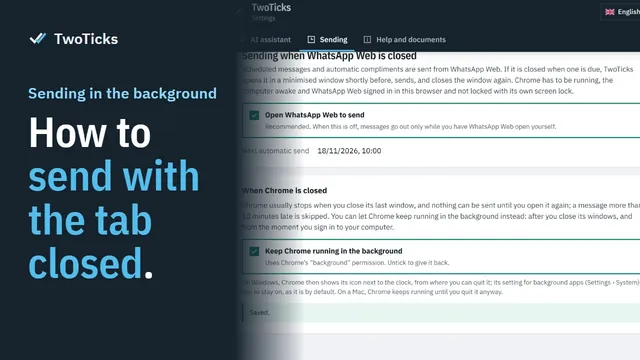 TwoTicks
Sending in the background
How to
send with
the tab
closed.
TwoTicks
Settings
English
AI assistant
Sending
Help and documents
Sending when WhatsApp Web is closed
Scheduled messages and automatic compliments are sent from WhatsApp Web. If it is closed when one is due, TwoTicks
opens it in a minimised window shortly before, sends, and closes the window again. Chrome has to be running, the
computer awake and WhatsApp Web signed in in this browser and not locked with its own screen lock.
Open WhatsApp Web to send
Recommended. When this is off, messages go out only while you have WhatsApp Web open yourself.
Next automatic send 18/11/2026, 10:00
When Chrome is closed
Chrome usually stops when you close its last window, and nothing can be sent until you open it again; a message more than
10 minutes late is skipped. You can let Chrome keep running in the background instead: after you close its windows, and
from the moment you sign in to your computer.
Keep Chrome running in the background
Uses Chrome's "background" permission. Untick to give it back.
On Windows, Chrome then shows its icon next to the clock, from where you can quit it; its setting for background apps (Settings › System)
to stay on, as it is by default. On a Mac, Chrome keeps running until you quit it anyway.
Saved.